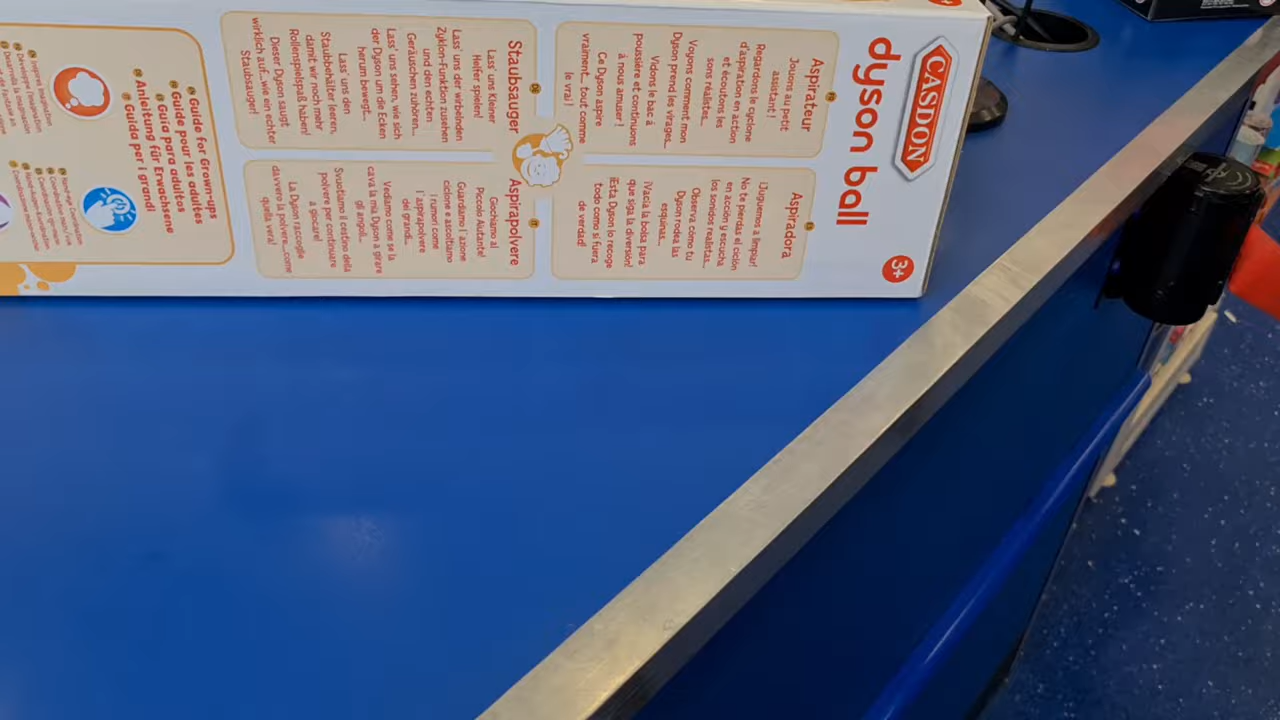 CASDON
dyson ball
3+
Aspirateur
Jouons au petit
assistant !
Regardons le cyclone
d'aspiration en action
et écoutons les
sons réalistes...
Voyons comment mon
Dyson prend les virages...
Vidons le bac à
poussière et continuons
à nous amuser !
Ce Dyson aspire
vraiment... tout comme
le vrai !
Aspiradora
¡Juguemos a limpiar!
No te pierdas el ciclón
en acción y escucha
los sonidos realistas...
Observa cómo tu
Dyson rodea las
esquinas...
¡Vacía la bolsa para
que siga la diversión!
¡Esta Dyson lo recoge
todo como si fuera
de verdad!
Staubsauger
Lass' uns Kleiner
Helfer spielen!
Lass' uns der wirbelnden
Zyklon-Funktion zusehen
und den echten
Geräuschen zuhören...
Lass' uns sehen, wie sich
der Dyson um die Ecken
herum bewegt...
Lass' uns den
Staubbehälter leeren,
damit wir noch mehr
Rollenspielspaß haben!
Dieser Dyson saugt
wirklich auf...wie ein echter
Staubsauger!
Aspirapolvere
Giochiamo al
Piccolo Aiutante!
Guardiamo l'azione
ciclone e ascoltiamo
i rumori come
l'aspirapolvere
dei grandi...
Vediamo come se la
cava la mia Dyson a girare
gli angoli...
Svuotiamo il cestino della
polvere per continuare
a giocare!
La Dyson raccoglie
davvero la polvere...come
quella vera!
Guide for Grown-ups
Guide pour les adultes
Guía para adultos
Anleitung für Erwachsene
Guida per i grandi